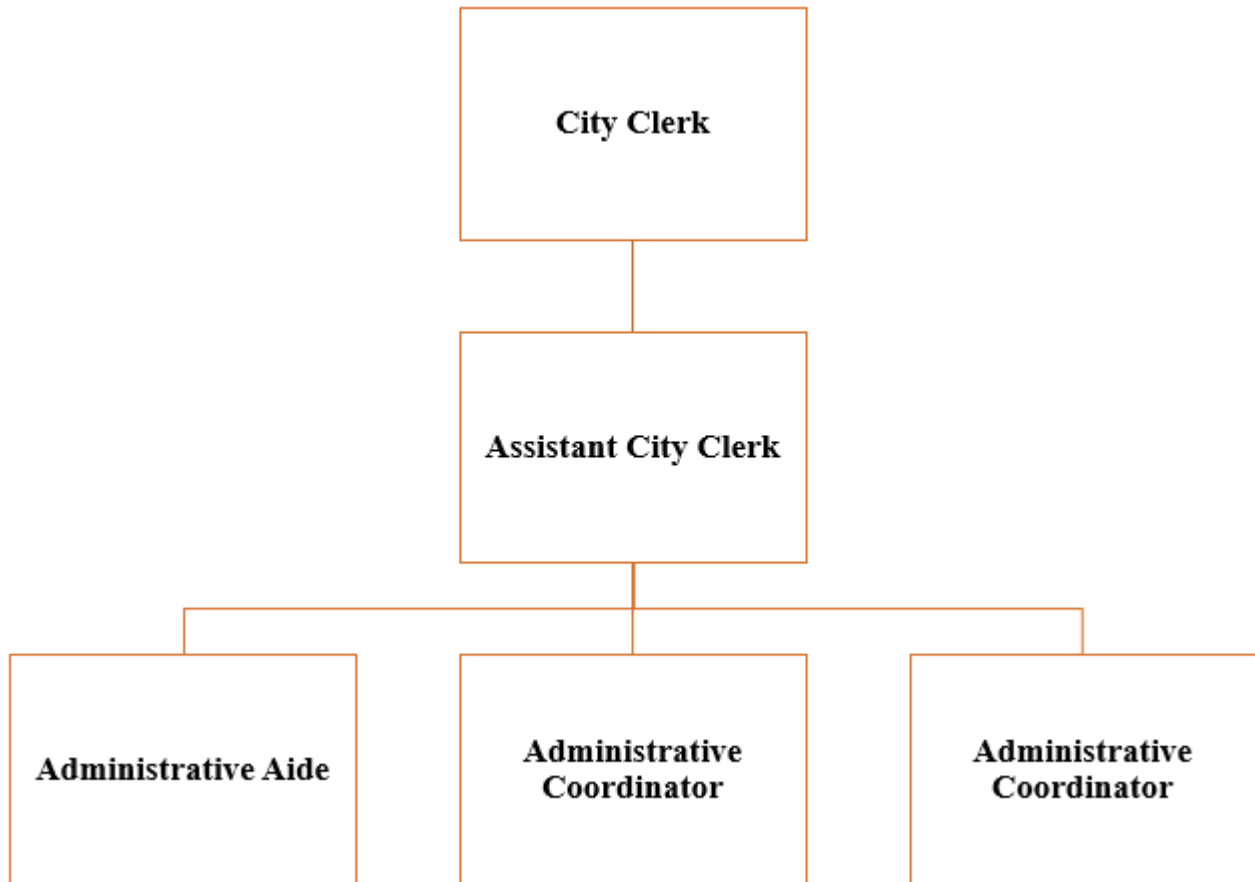 City Clerk
Assistant City Clerk
Administrative Aide
Administrative
Coordinator
Administrative
Coordinator